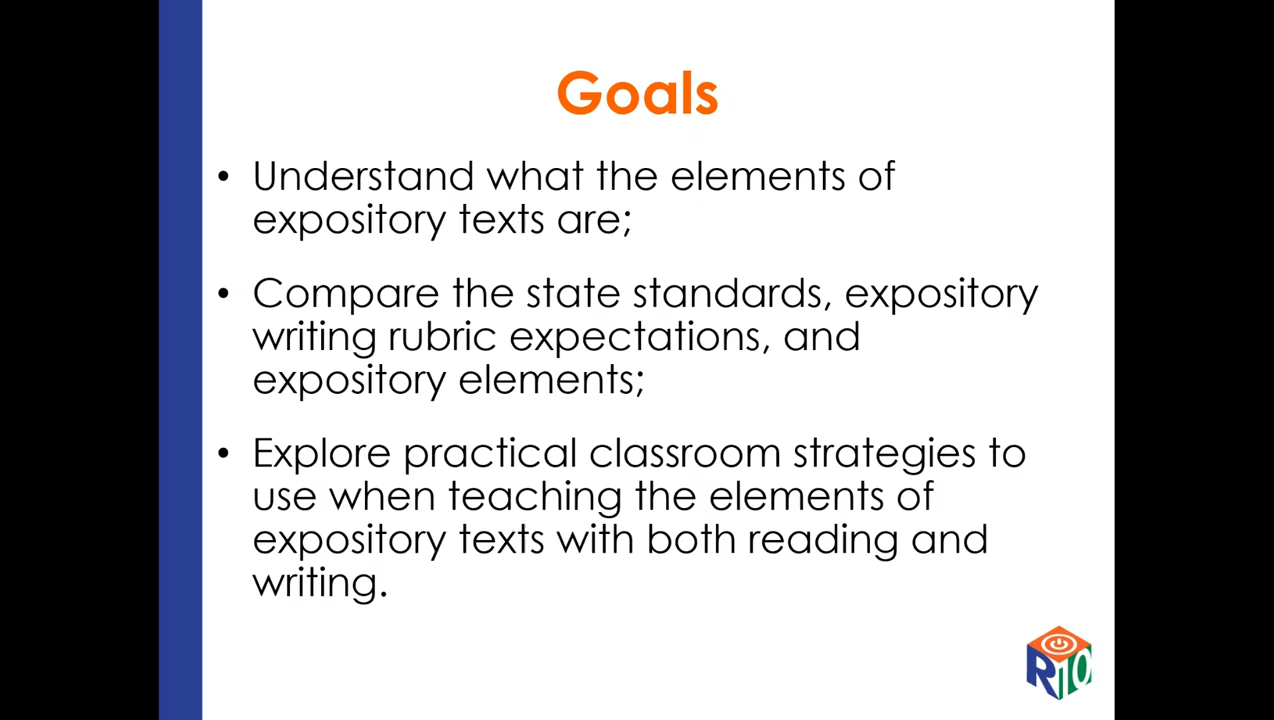 Goals
• Understand what the elements of
expository texts are;
• Compare the state standards, expository
writing rubric expectations, and
expository elements;
• Explore practical classroom strategies to
use when teaching the elements of
expository texts with both reading and
writing.
R10